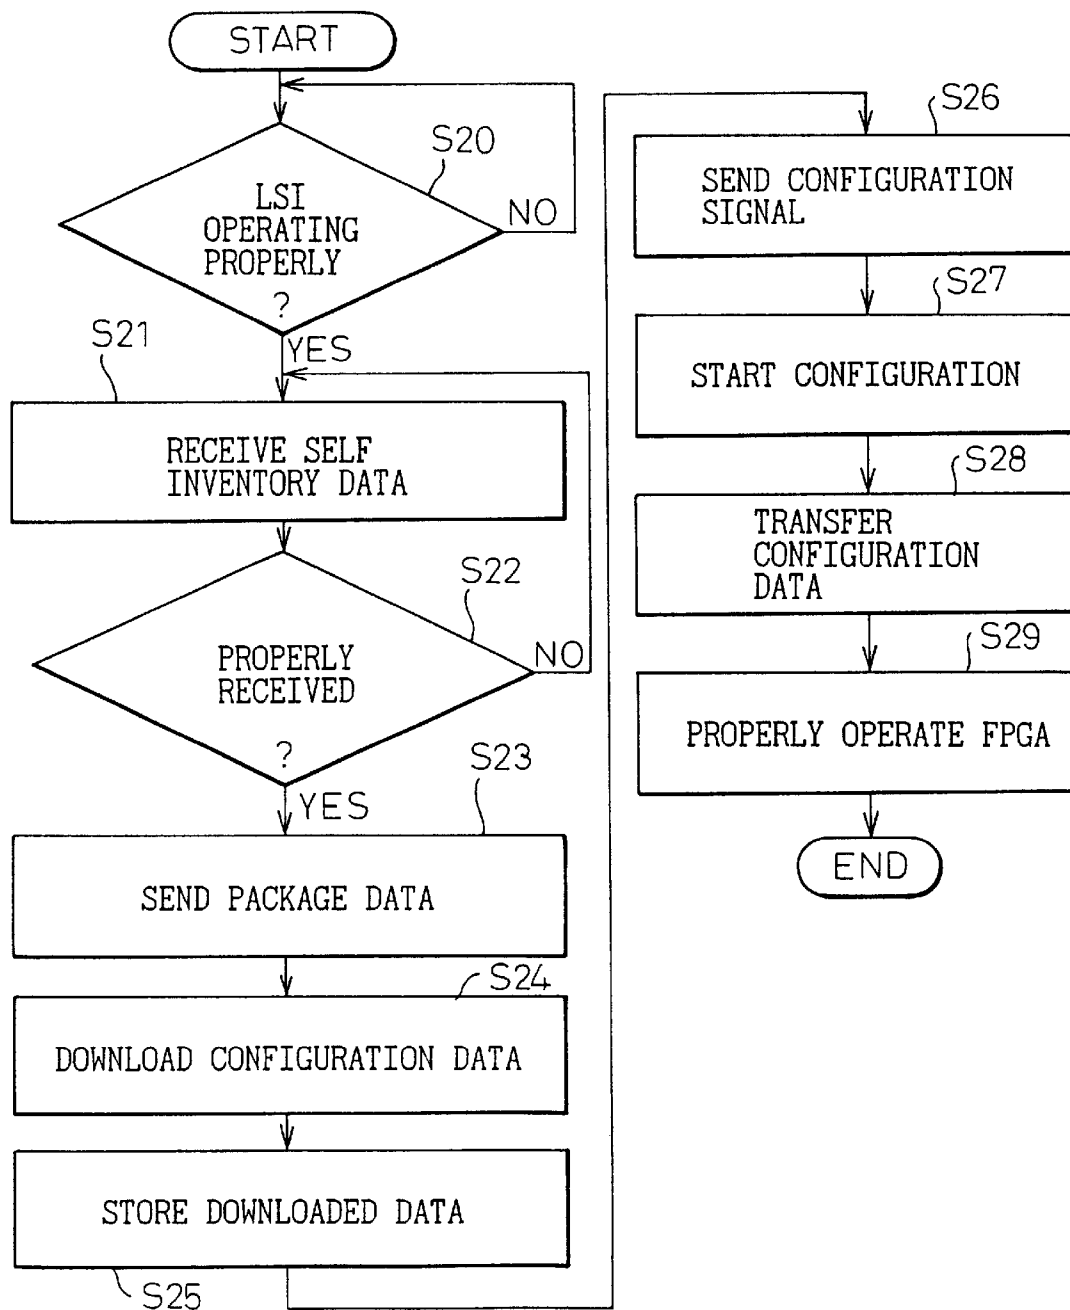 START
S20
LSI
OPERATING
PROPERLY
?
NO
YES
S21
RECEIVE SELF
INVENTORY DATA
S22
PROPERLY
RECEIVED
?
NO
YES
S23
SEND PACKAGE DATA
S24
DOWNLOAD CONFIGURATION DATA
STORE DOWNLOADED DATA
S25
S26
SEND CONFIGURATION
SIGNAL
S27
START CONFIGURATION
S28
TRANSFER
CONFIGURATION
DATA
S29
PROPERLY OPERATE FPGA
END